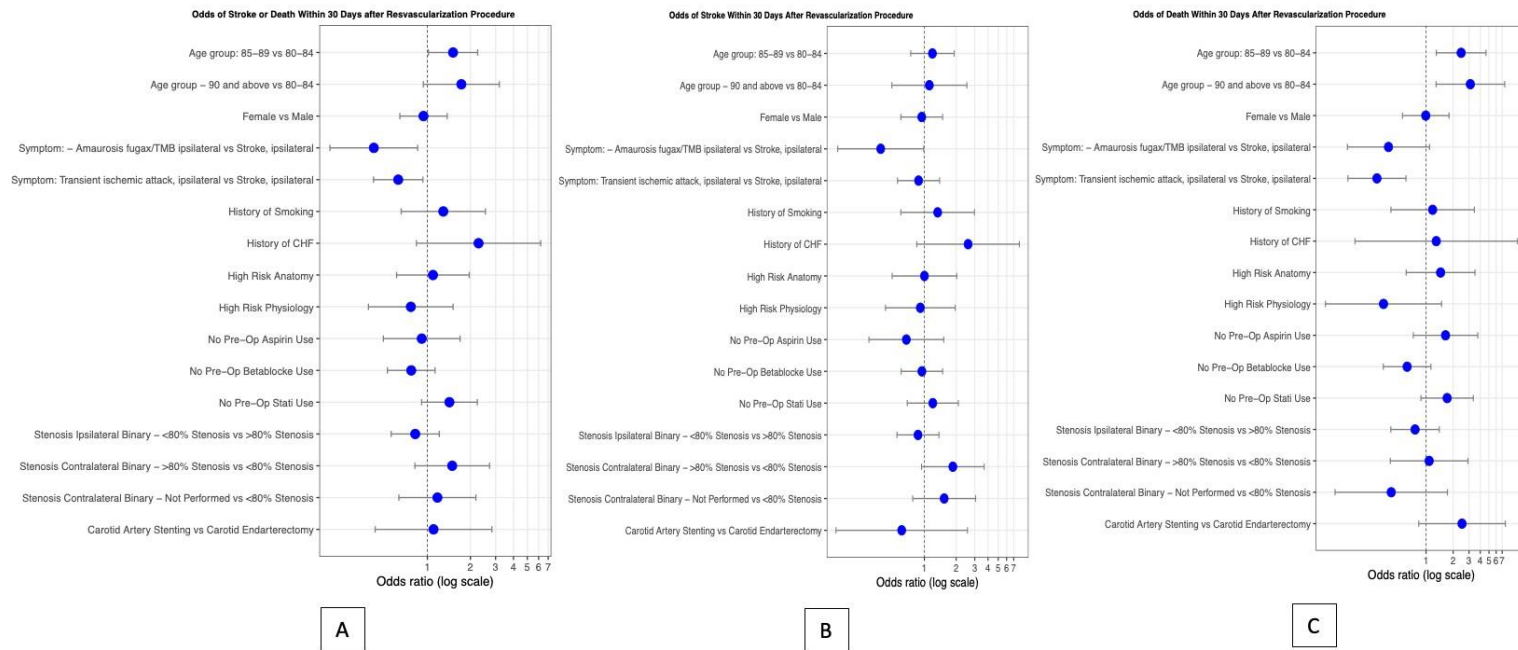 Odds of Stroke or Death Within 30 Days after Resvascularization Procedure
Age group: 85–89 vs 80–84
Age group – 90 and above vs 80–84
Female vs Male
Symptom: – Amaurosis fugax/TMB ipsilateral vs Stroke, ipsilateral
Symptom: Transient ischemic attack, ipsilateral vs Stroke, ipsilateral
History of Smoking
History of CHF
High Risk Anatomy
High Risk Physiology
No Pre–Op Aspirin Use
No Pre–Op Betablocke Use
No Pre–Op Stati Use
Stenosis Ipsilateral Binary – <80% Stenosis vs >80% Stenosis
Stenosis Contralateral Binary – >80% Stenosis vs <80% Stenosis
Stenosis Contralateral Binary – Not Performed vs <80% Stenosis
Carotid Artery Stenting vs Carotid Endarterectomy
1 2 3 4 5 6 7
Odds ratio (log scale)
A
Odds of Stroke Within 30 Days After Revascularization Procedure
Age group: 85–89 vs 80–84
Age group – 90 and above vs 80–84
Female vs Male
Symptom: – Amaurosis fugax/TMB ipsilateral vs Stroke, ipsilateral
Symptom: Transient ischemic attack, ipsilateral vs Stroke, ipsilateral
History of Smoking
History of CHF
High Risk Anatomy
High Risk Physiology
No Pre–Op Aspirin Use
No Pre–Op Betablocke Use
No Pre–Op Stati Use
Stenosis Ipsilateral Binary – <80% Stenosis vs >80% Stenosis
Stenosis Contralateral Binary – >80% Stenosis vs <80% Stenosis
Stenosis Contralateral Binary – Not Performed vs <80% Stenosis
Carotid Artery Stenting vs Carotid Endarterectomy
1 2 3 4 5 6 7
Odds ratio (log scale)
B
Odds of Death Within 30 Days After Revascularization Procedure
Age group: 85–89 vs 80–84
Age group – 90 and above vs 80–84
Female vs Male
Symptom: – Amaurosis fugax/TMB ipsilateral vs Stroke, ipsilateral
Symptom: Transient ischemic attack, ipsilateral vs Stroke, ipsilateral
History of Smoking
History of CHF
High Risk Anatomy
High Risk Physiology
No Pre–Op Aspirin Use
No Pre–Op Betablocke Use
No Pre–Op Stati Use
Stenosis Ipsilateral Binary – <80% Stenosis vs >80% Stenosis
Stenosis Contralateral Binary – >80% Stenosis vs <80% Stenosis
Stenosis Contralateral Binary – Not Performed vs <80% Stenosis
Carotid Artery Stenting vs Carotid Endarterectomy
1 2 3 4 5 6 7
Odds ratio (log scale)
C